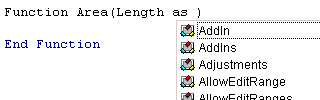 Function Area(Length as )
AddIn
End Function
AddIns
Adjustments
AllowEditRange
AllowEditRanges